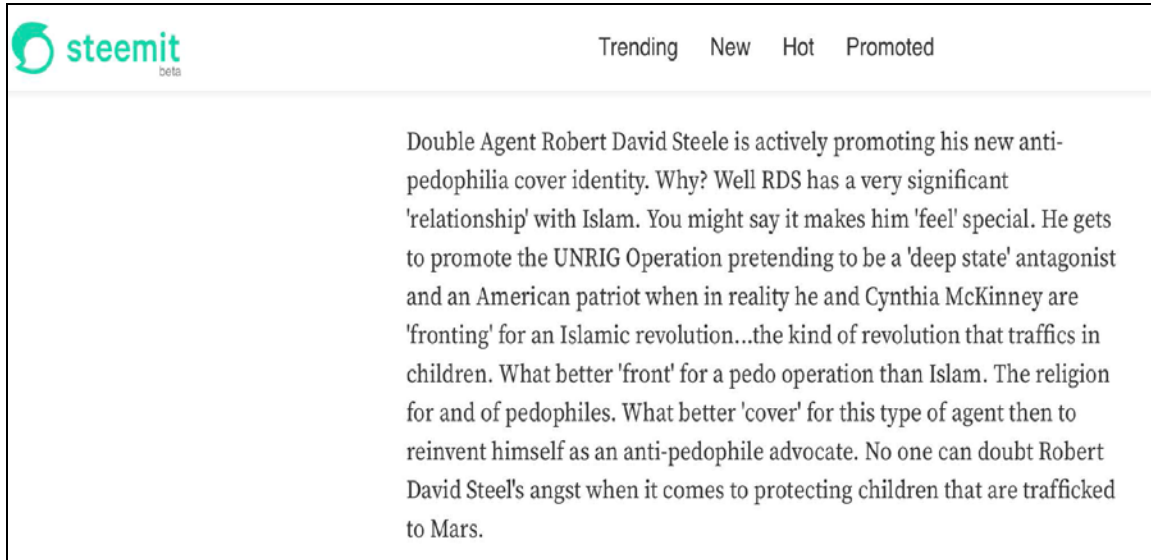 steemit
beta
Trending New Hot Promoted
Double Agent Robert David Steele is actively promoting his new anti-
pedophilia cover identity. Why? Well RDS has a very significant
'relationship' with Islam. You might say it makes him 'feel' special. He gets
to promote the UNRIG Operation pretending to be a 'deep state' antagonist
and an American patriot when in reality he and Cynthia McKinney are
'fronting' for an Islamic revolution...the kind of revolution that traffics in
children. What better 'front' for a pedo operation than Islam. The religion
for and of pedophiles. What better 'cover' for this type of agent then to
reinvent himself as an anti-pedophile advocate. No one can doubt Robert
David Steel's angst when it comes to protecting children that are trafficked
to Mars.